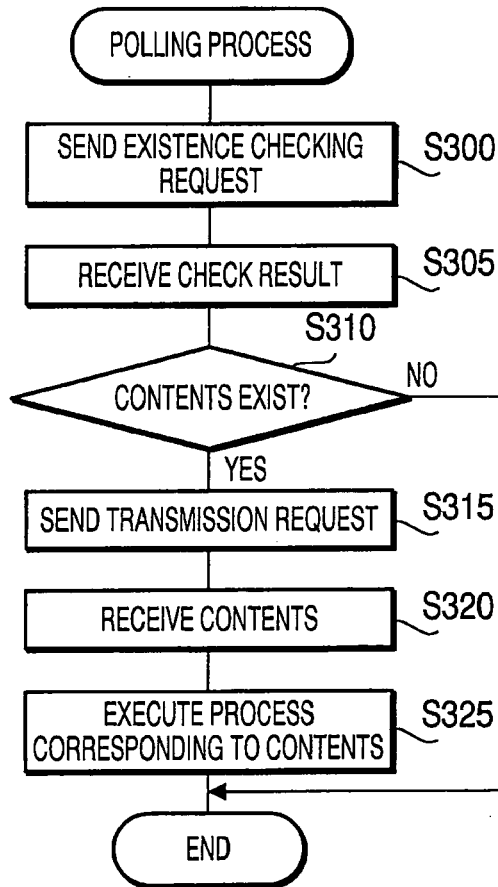 POLLING PROCESS
SEND EXISTENCE CHECKING
REQUEST
S300
RECEIVE CHECK RESULT
S305
S310
CONTENTS EXIST?
NO
YES
SEND TRANSMISSION REQUEST
S315
RECEIVE CONTENTS
S320
EXECUTE PROCESS
CORRESPONDING TO CONTENTS
S325
END